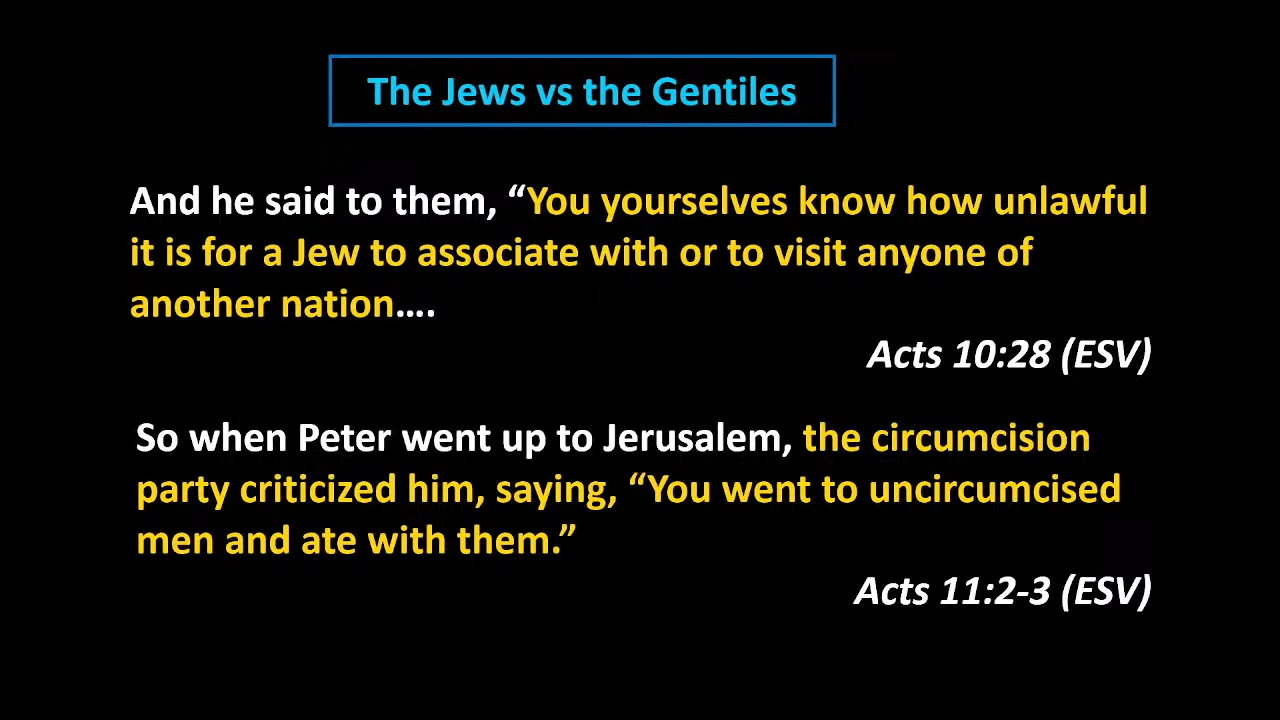 The Jews vs the Gentiles
And he said to them, “You yourselves know how unlawful
it is for a Jew to associate with or to visit anyone of
another nation….
Acts 10:28 (ESV)
So when Peter went up to Jerusalem, the circumcision
party criticized him, saying, “You went to uncircumcised
men and ate with them.”
Acts 11:2-3 (ESV)